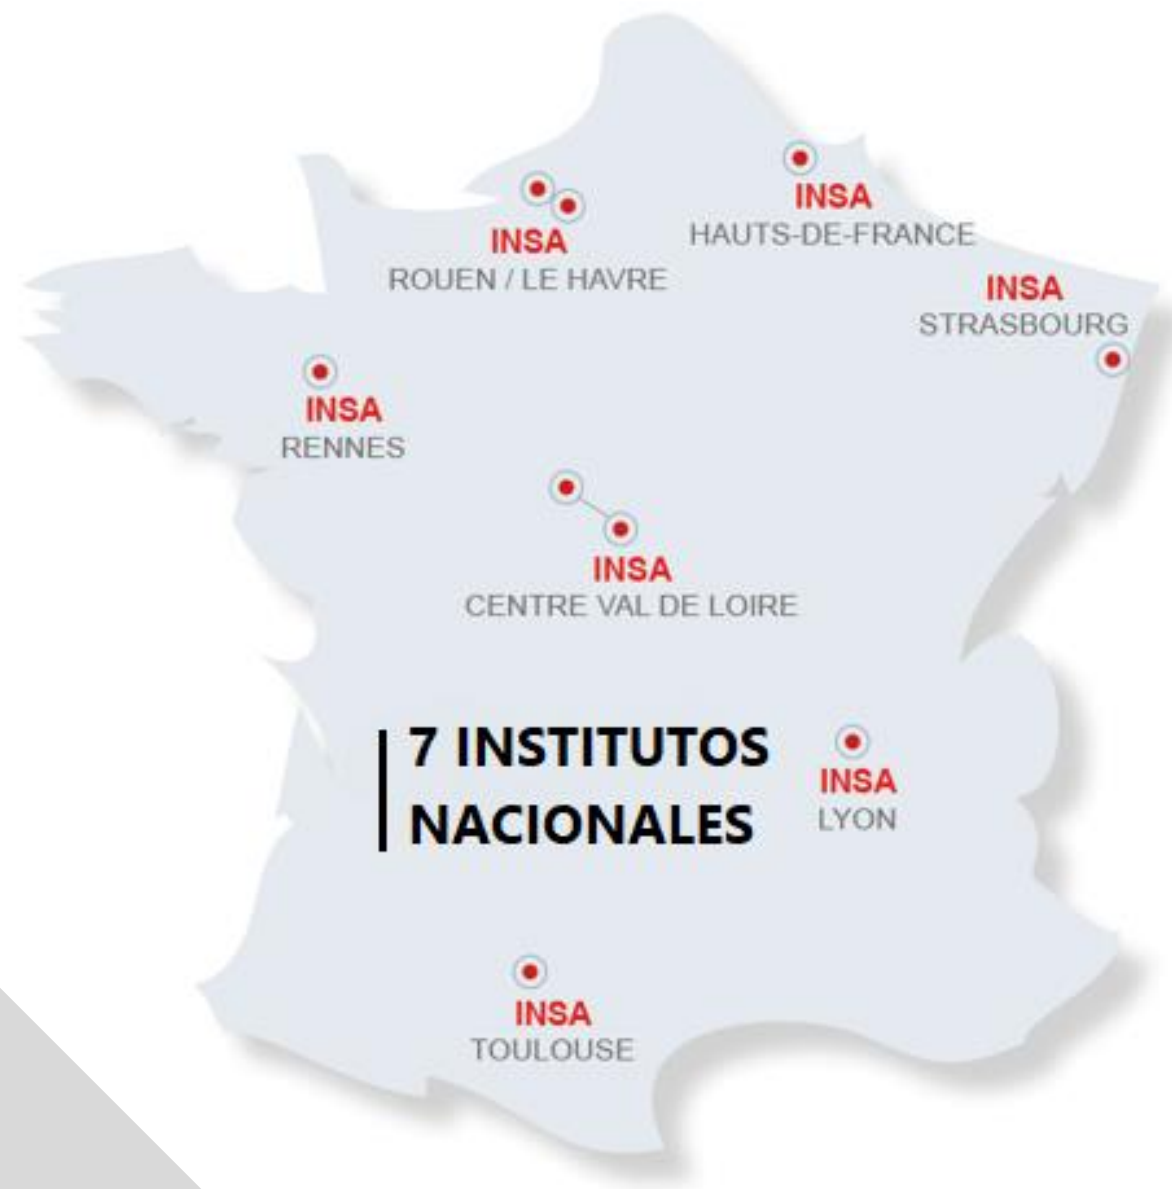 INSA
HAUTS-DE-FRANCE
INSA
ROUEN / LE HAVRE
INSA
STRASBOURG
INSA
RENNES
INSA
CENTRE VAL DE LOIRE
7 INSTITUTOS
NACIONALES
INSA
LYON
INSA
TOULOUSE